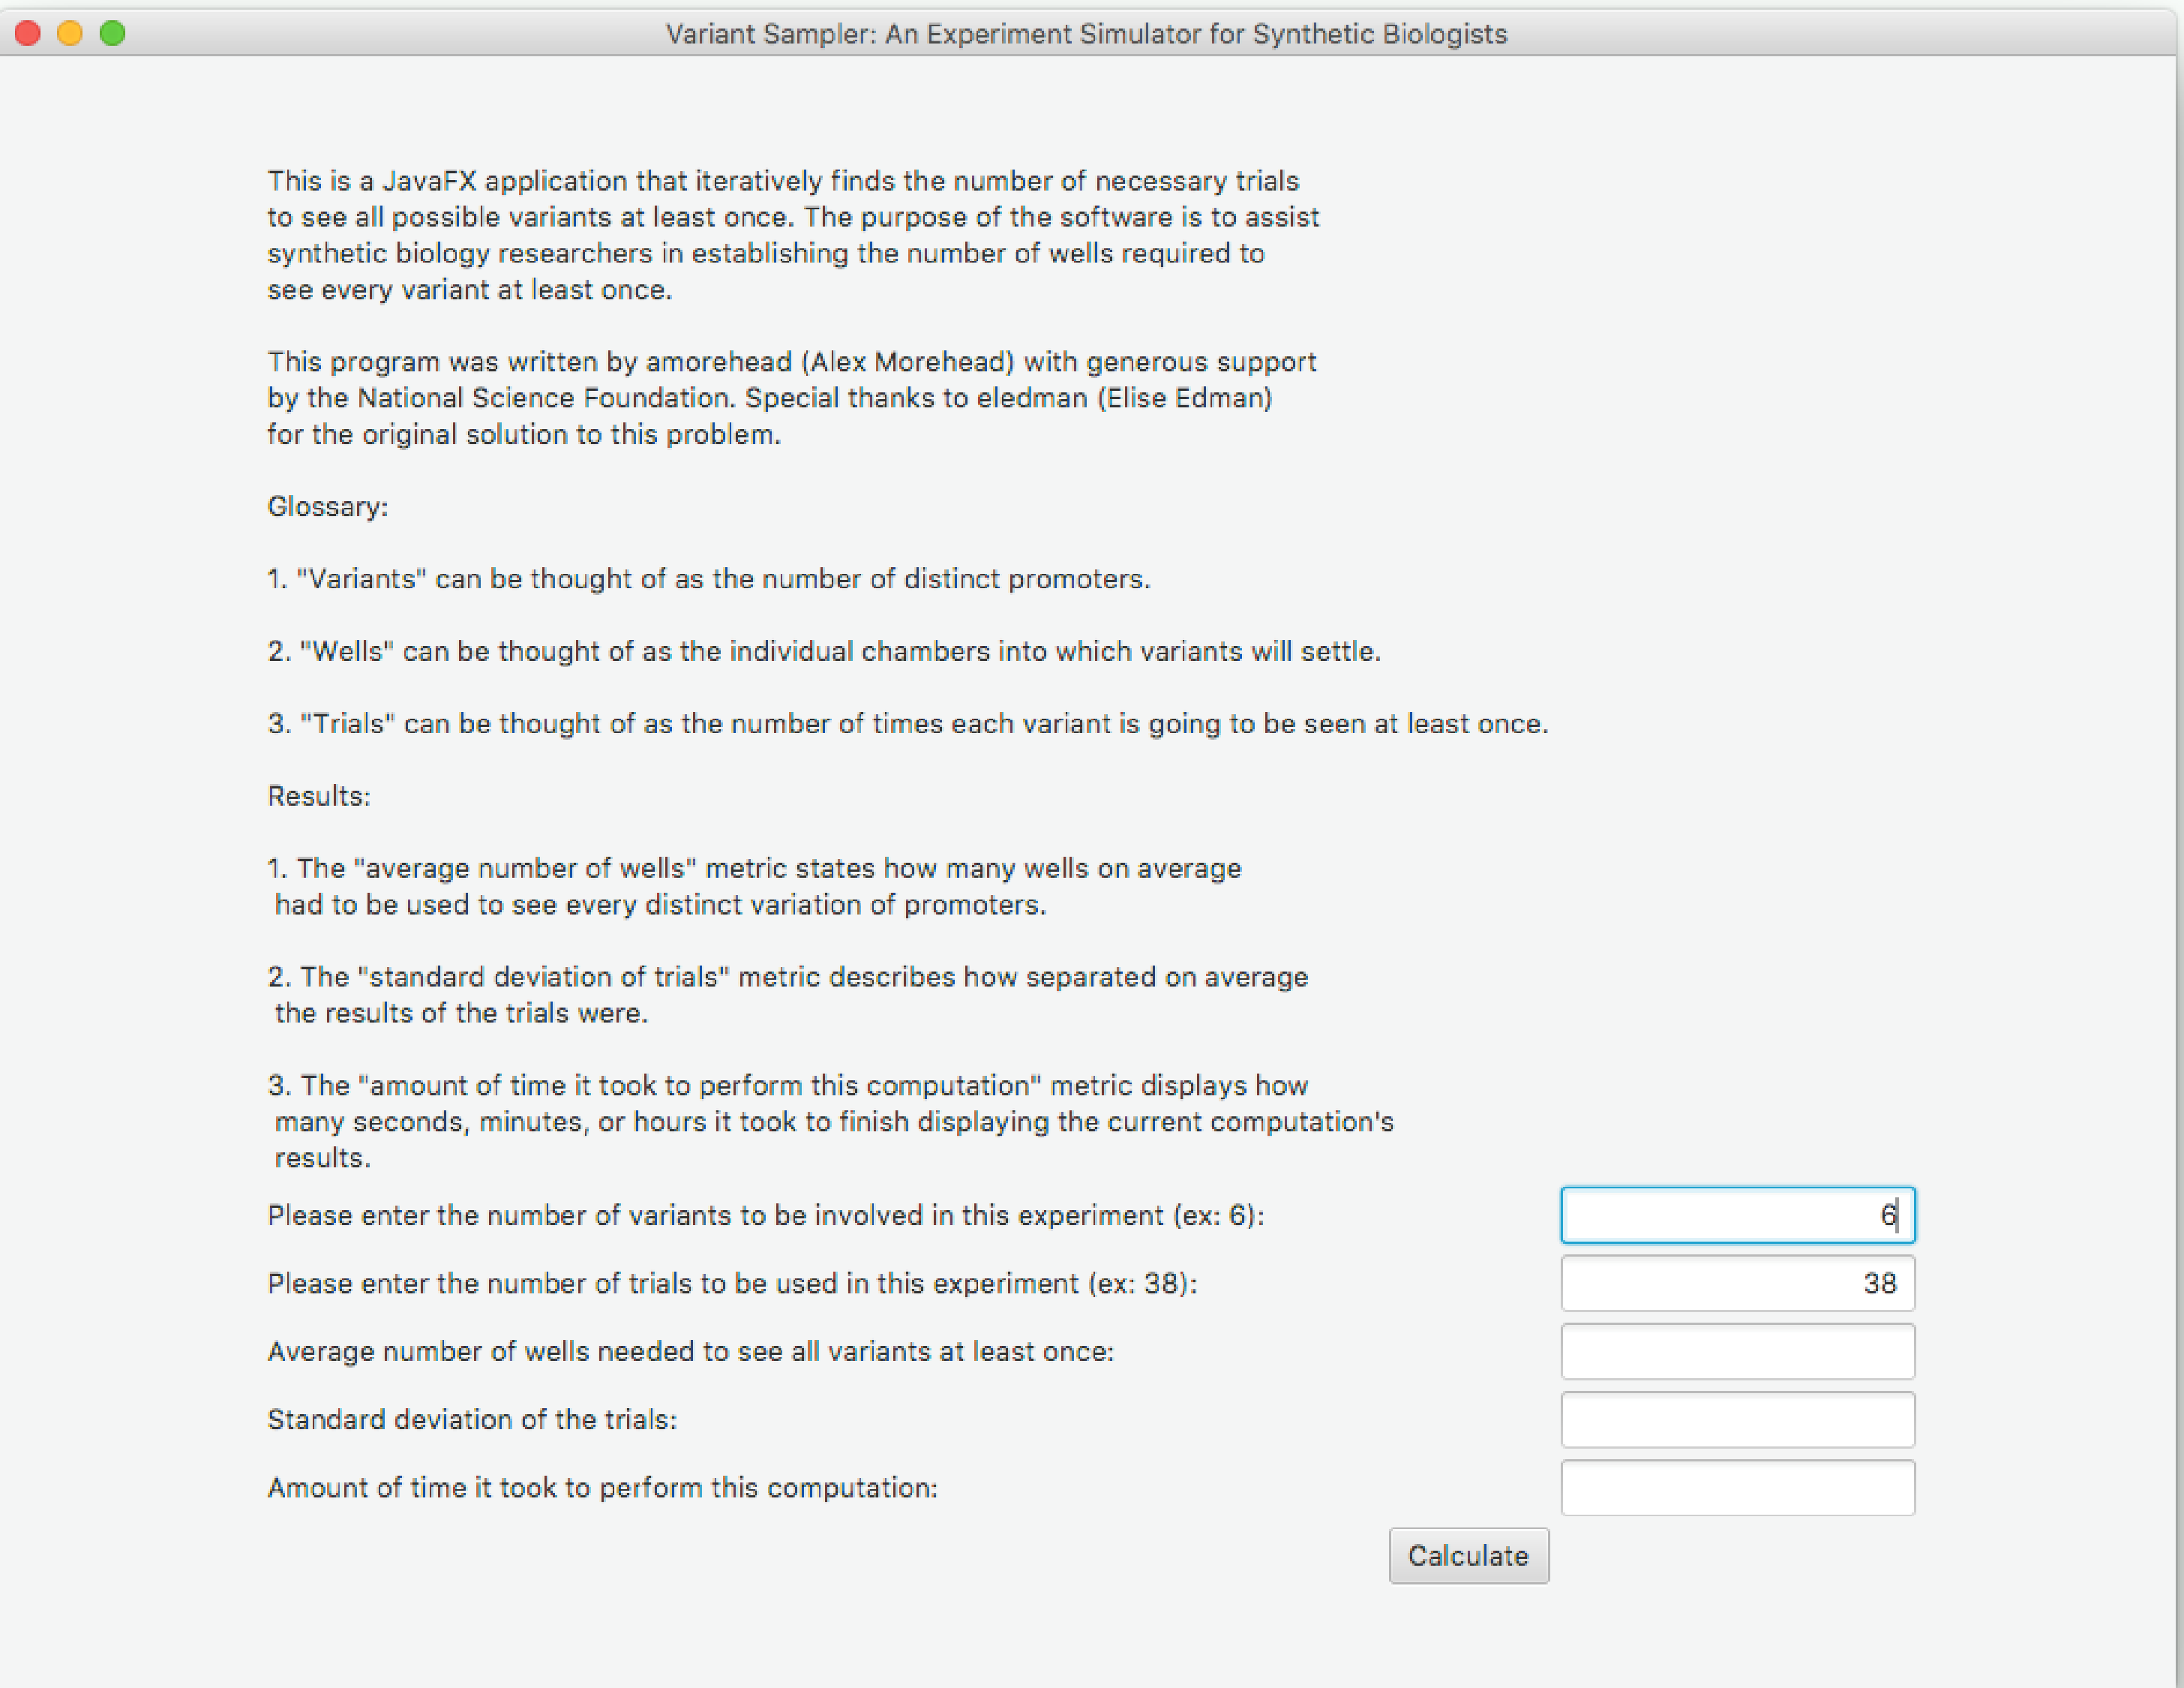 Variant Sampler: An Experiment Simulator for Synthetic Biologists
This is a JavaFX application that iteratively finds the number of necessary trials
to see all possible variants at least once. The purpose of the software is to assist
synthetic biology researchers in establishing the number of wells required to
see every variant at least once.
This program was written by amorehead (Alex Morehead) with generous support
by the National Science Foundation. Special thanks to eledman (Elise Edman)
for the original solution to this problem.
Glossary:
1. "Variants" can be thought of as the number of distinct promoters.
2. "Wells" can be thought of as the individual chambers into which variants will settle.
3. "Trials" can be thought of as the number of times each variant is going to be seen at least once.
Results:
1. The "average number of wells" metric states how many wells on average
had to be used to see every distinct variation of promoters.
2. The "standard deviation of trials" metric describes how separated on average
the results of the trials were.
3. The "amount of time it took to perform this computation" metric displays how
many seconds, minutes, or hours it took to finish displaying the current computation's
results.
Please enter the number of variants to be involved in this experiment (ex: 6): 6
Please enter the number of trials to be used in this experiment (ex: 38): 38
Average number of wells needed to see all variants at least once:
Standard deviation of the trials:
Amount of time it took to perform this computation:
Calculate